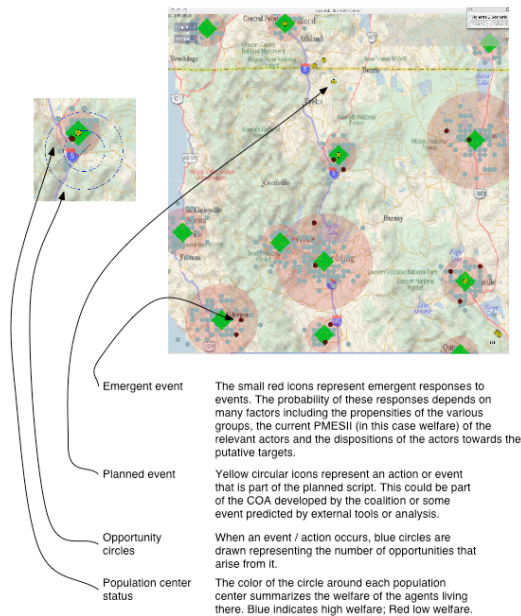 Ashland
Yreka
Burney
Emergent event
The small red icons represent emergent responses to
events. The probability of these responses depends on
many factors including the propensities of the various
groups, the current PMESII (in this case welfare) of the
relevant actors and the dispositions of the actors towards the
putative targets.
Planned event
Yellow circular icons represent an action or event
that is part of the planned script. This could be part
of the COA developed by the coalition or some
event predicted by external tools or analysis.
Opportunity
circles
When an event / action occurs, blue circles are
drawn representing the number of opportunities that
arise from it.
Population center
status
The color of the circle around each population
center summarizes the welfare of the agents living
there. Blue indicates high welfare; Red low welfare.